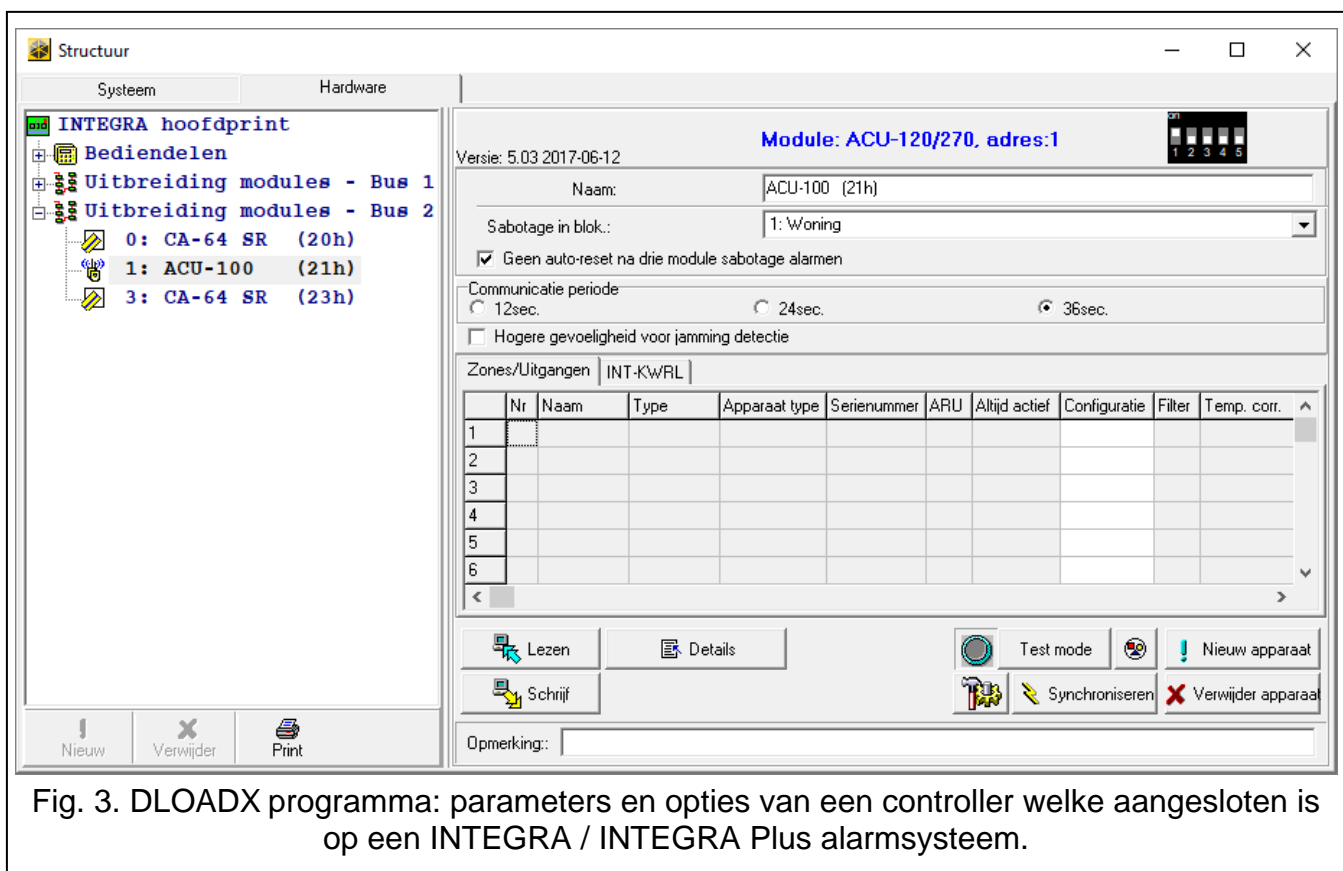 Structuur
Systeem Hardware
INTEGRA hoofdprint
Bediendelen
Uitbreiding modules - Bus 1
Uitbreiding modules - Bus 2
0: CA-64 SR (20h)
1: ACU-100 (21h)
3: CA-64 SR (23h)
Nieuw Verwijder Print
Versie: 5.03 2017-06-12
Module: ACU-120/270, adres:1
on
1 2 3 4 5
Naam: ACU-100 (21h)
Sabotage in blok.: 1: Woning
Geen auto-reset na drie module sabotage alarmen
Communicatie periode
12sec. 24sec. 36sec.
Hogere gevoeligheid voor jamming detectie
Zones/Uitgangen INT-KWRL
Nr Naam Type Apparaat type Serienummer ARU Altijd actief Configuratie Filter Temp. corr.
1
2
3
4
5
6
Lezen Details Test mode Nieuw apparaat
Schrijf Synchroniseren Verwijder apparaat
Opmerking::
Fig. 3. DLOADX programma: parameters en opties van een controller welke aangesloten is
op een INTEGRA / INTEGRA Plus alarmsysteem.